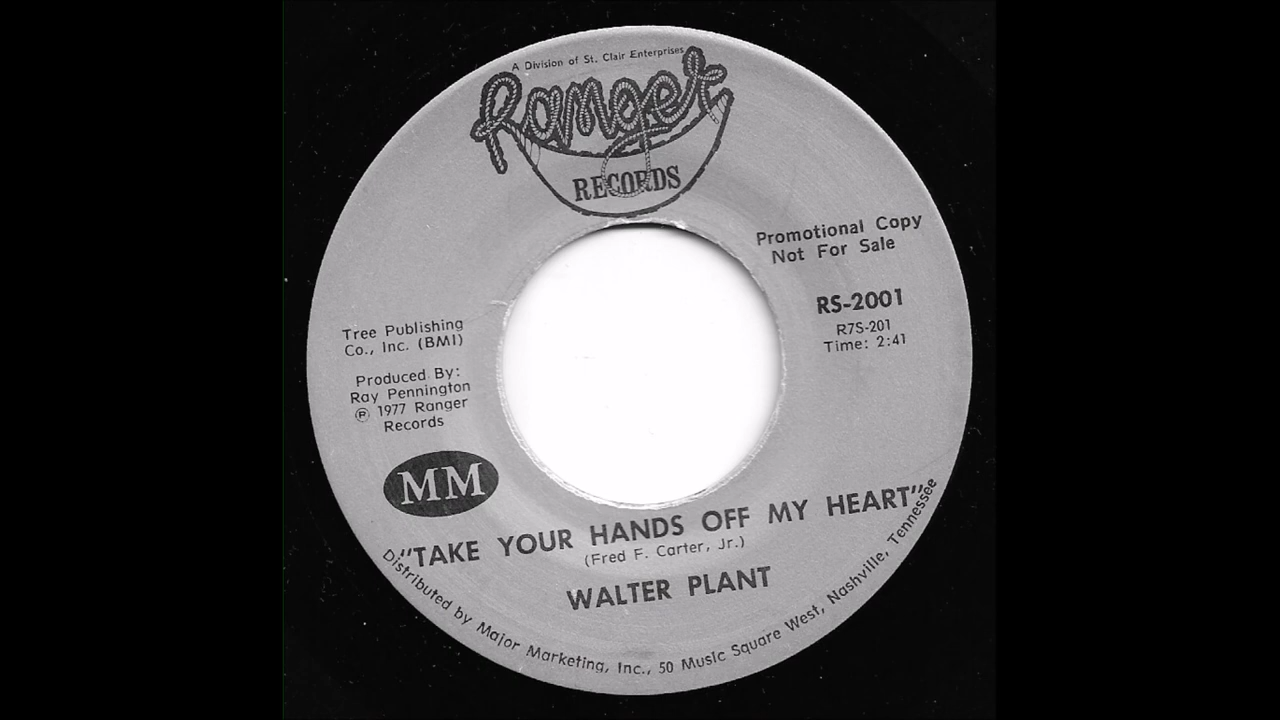 A Division of St. Clair Enterprises
Ranger
RECORDS
Promotional Copy
Not For Sale
RS-2001
R7S-201
Time: 2:41
Tree Publishing
Co., Inc. (BMI)
Produced By:
Ray Pennington
℗ 1977 Ranger
Records
MM
"TAKE YOUR HANDS OFF MY HEART"
(Fred F. Carter, Jr.)
WALTER PLANT
Distributed by Major Marketing, Inc., 50 Music Square West, Nashville, Tennessee